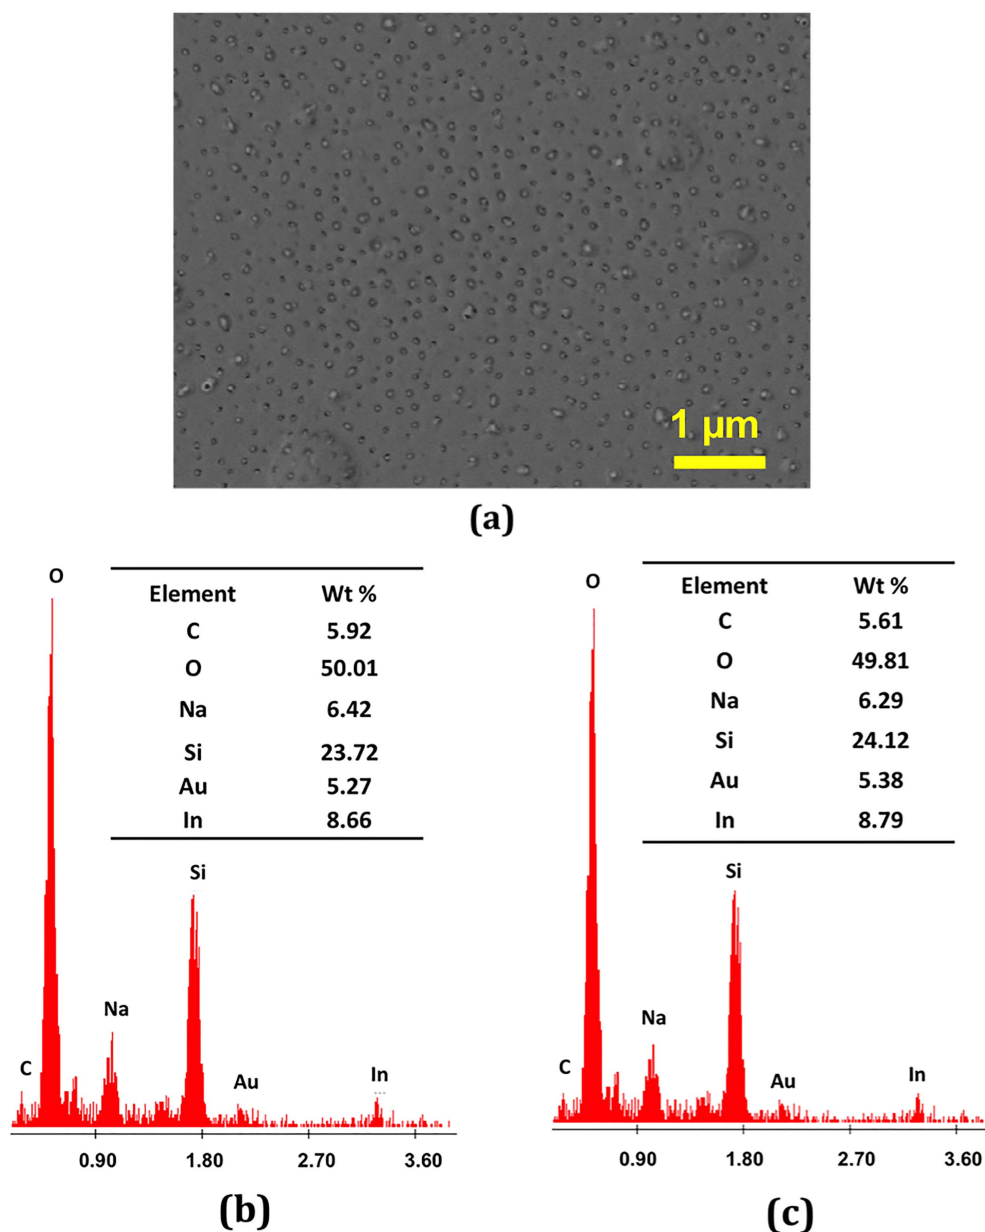 1 μm
(a)
O
Element Wt %
C 5.92
O 50.01
Na 6.42
Si 23.72
Au 5.27
In 8.66
Si
Na
C
Au
In
0.90 1.80 2.70 3.60
(b)
O
Element Wt %
C 5.61
O 49.81
Na 6.29
Si 24.12
Au 5.38
In 8.79
Si
Na
C
Au
In
0.90 1.80 2.70 3.60
(c)